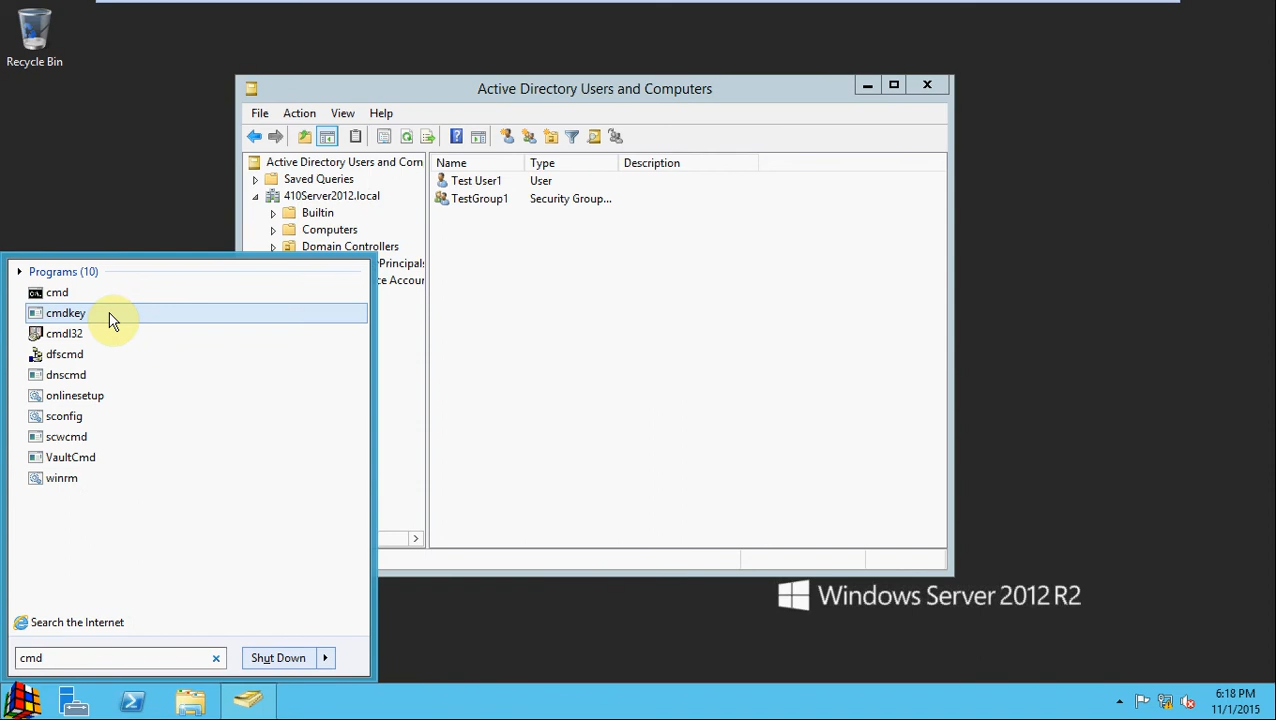 Recycle Bin
Active Directory Users and Computers
File Action View Help
Active Directory Users and Com
Saved Queries
410Server2012.local
Builtin
Computers
Domain Controllers
Principals
ce Accour
Name Type Description
Test User1 User
TestGroup1 Security Group...
Programs (10)
cmd
cmdkey
cmdl32
dfscmd
dnscmd
onlinesetup
sconfig
scwcmd
VaultCmd
winrm
Search the Internet
cmd
Shut Down
Windows Server 2012 R2
6:18 PM
11/1/2015